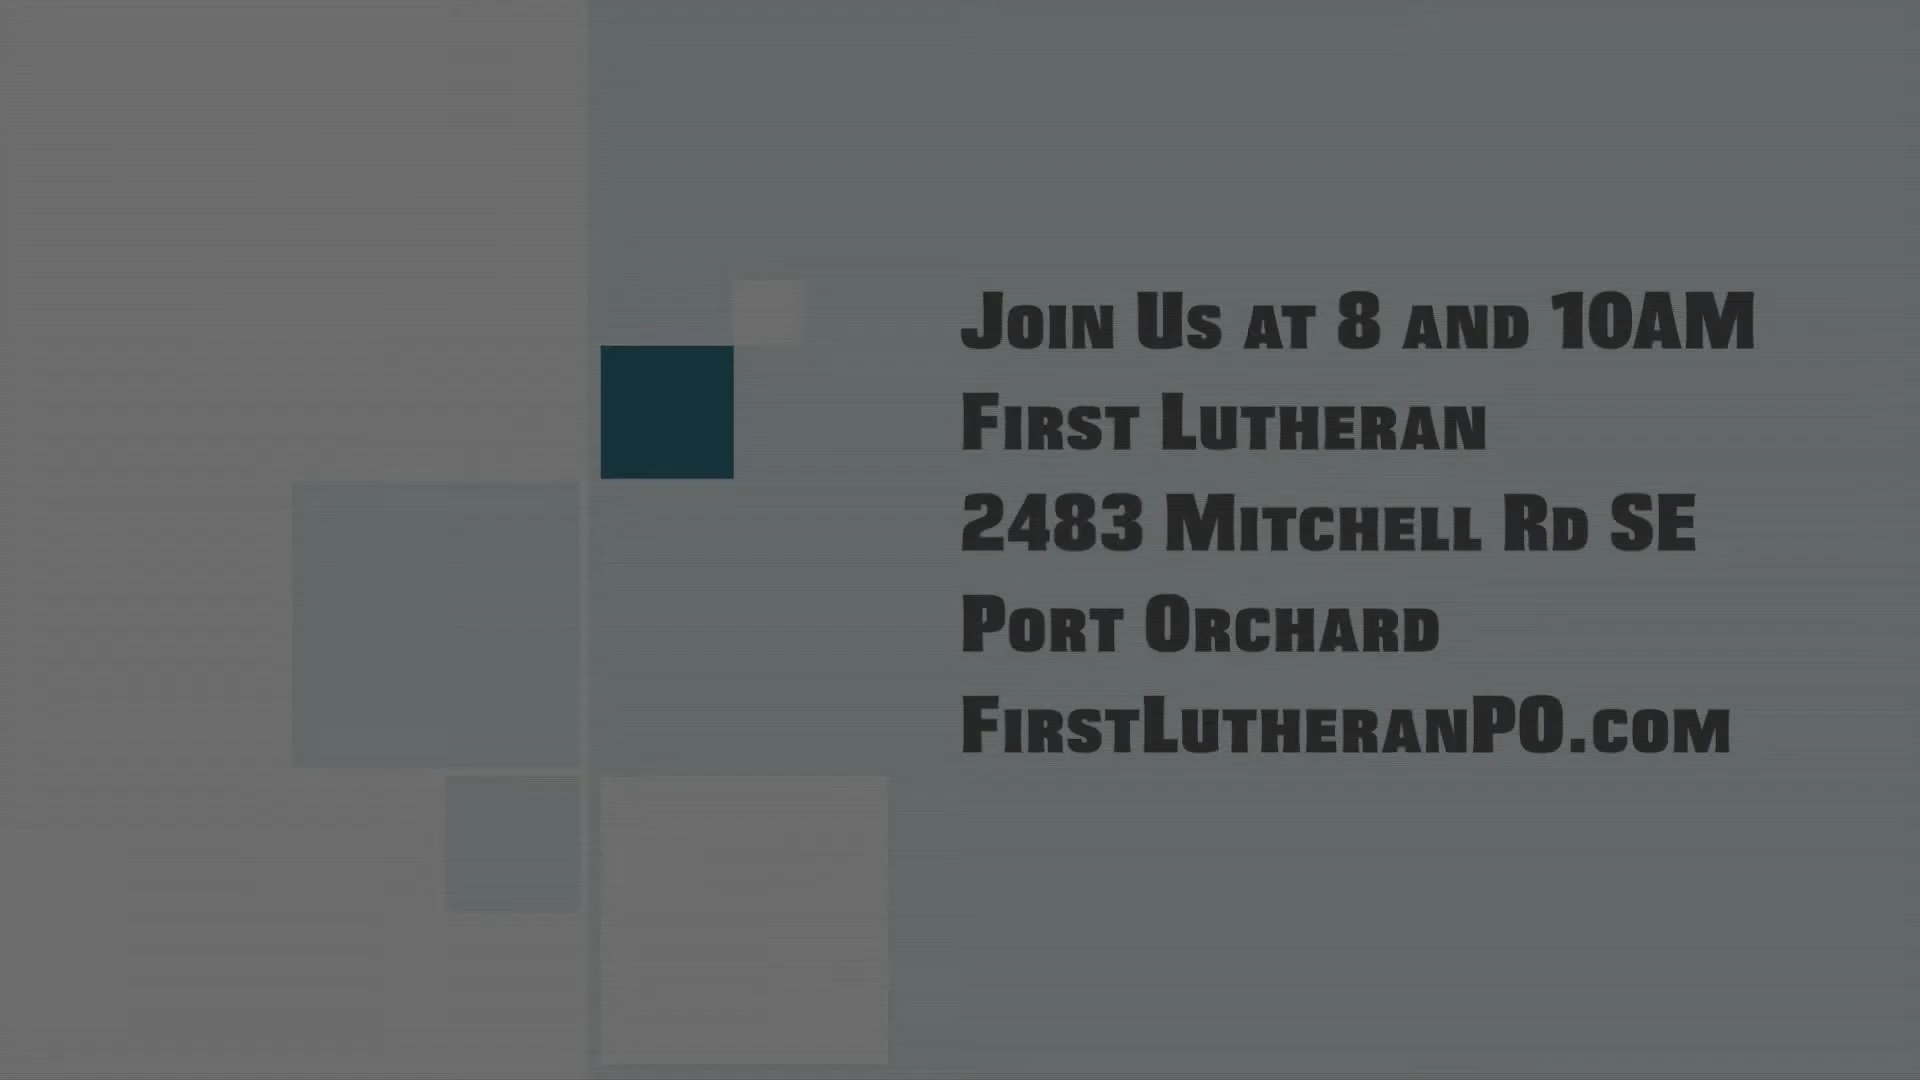 Join Us at 8 and 10AM
First Lutheran
2483 Mitchell Rd SE
Port Orchard
FirstLutheranPO.com